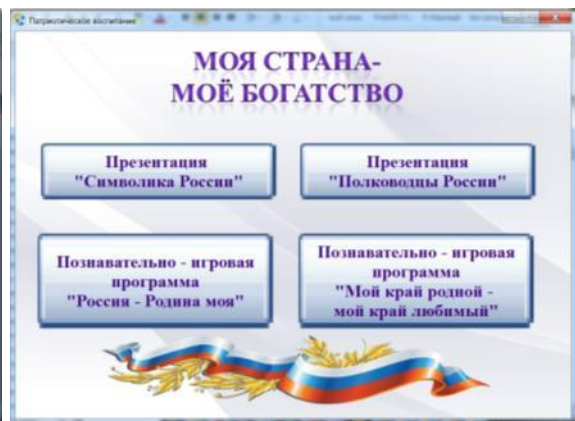 Патриотическое воспитание
МОЯ СТРАНА-
МОЁ БОГАТСТВО
Презентация
"Символика России"
Презентация
"Полководцы России"
Познавательно - игровая
программа
"Россия - Родина моя"
Познавательно - игровая
программа
"Мой край родной -
мой край любимый"